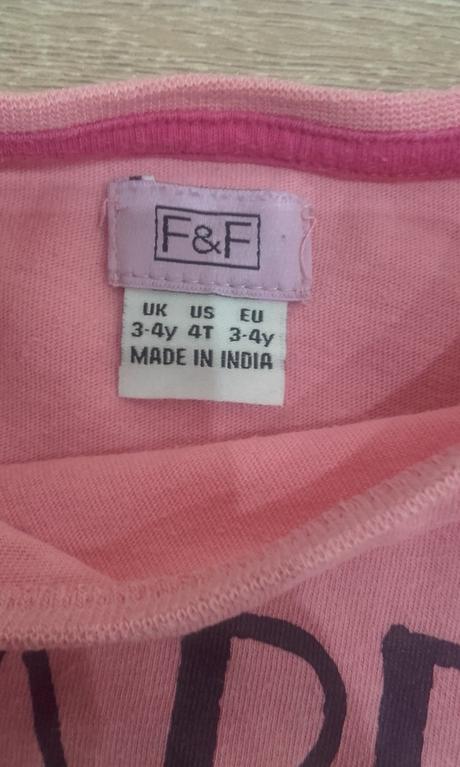 F&F
UK US EU
3-4y 4T 3-4y
MADE IN INDIA